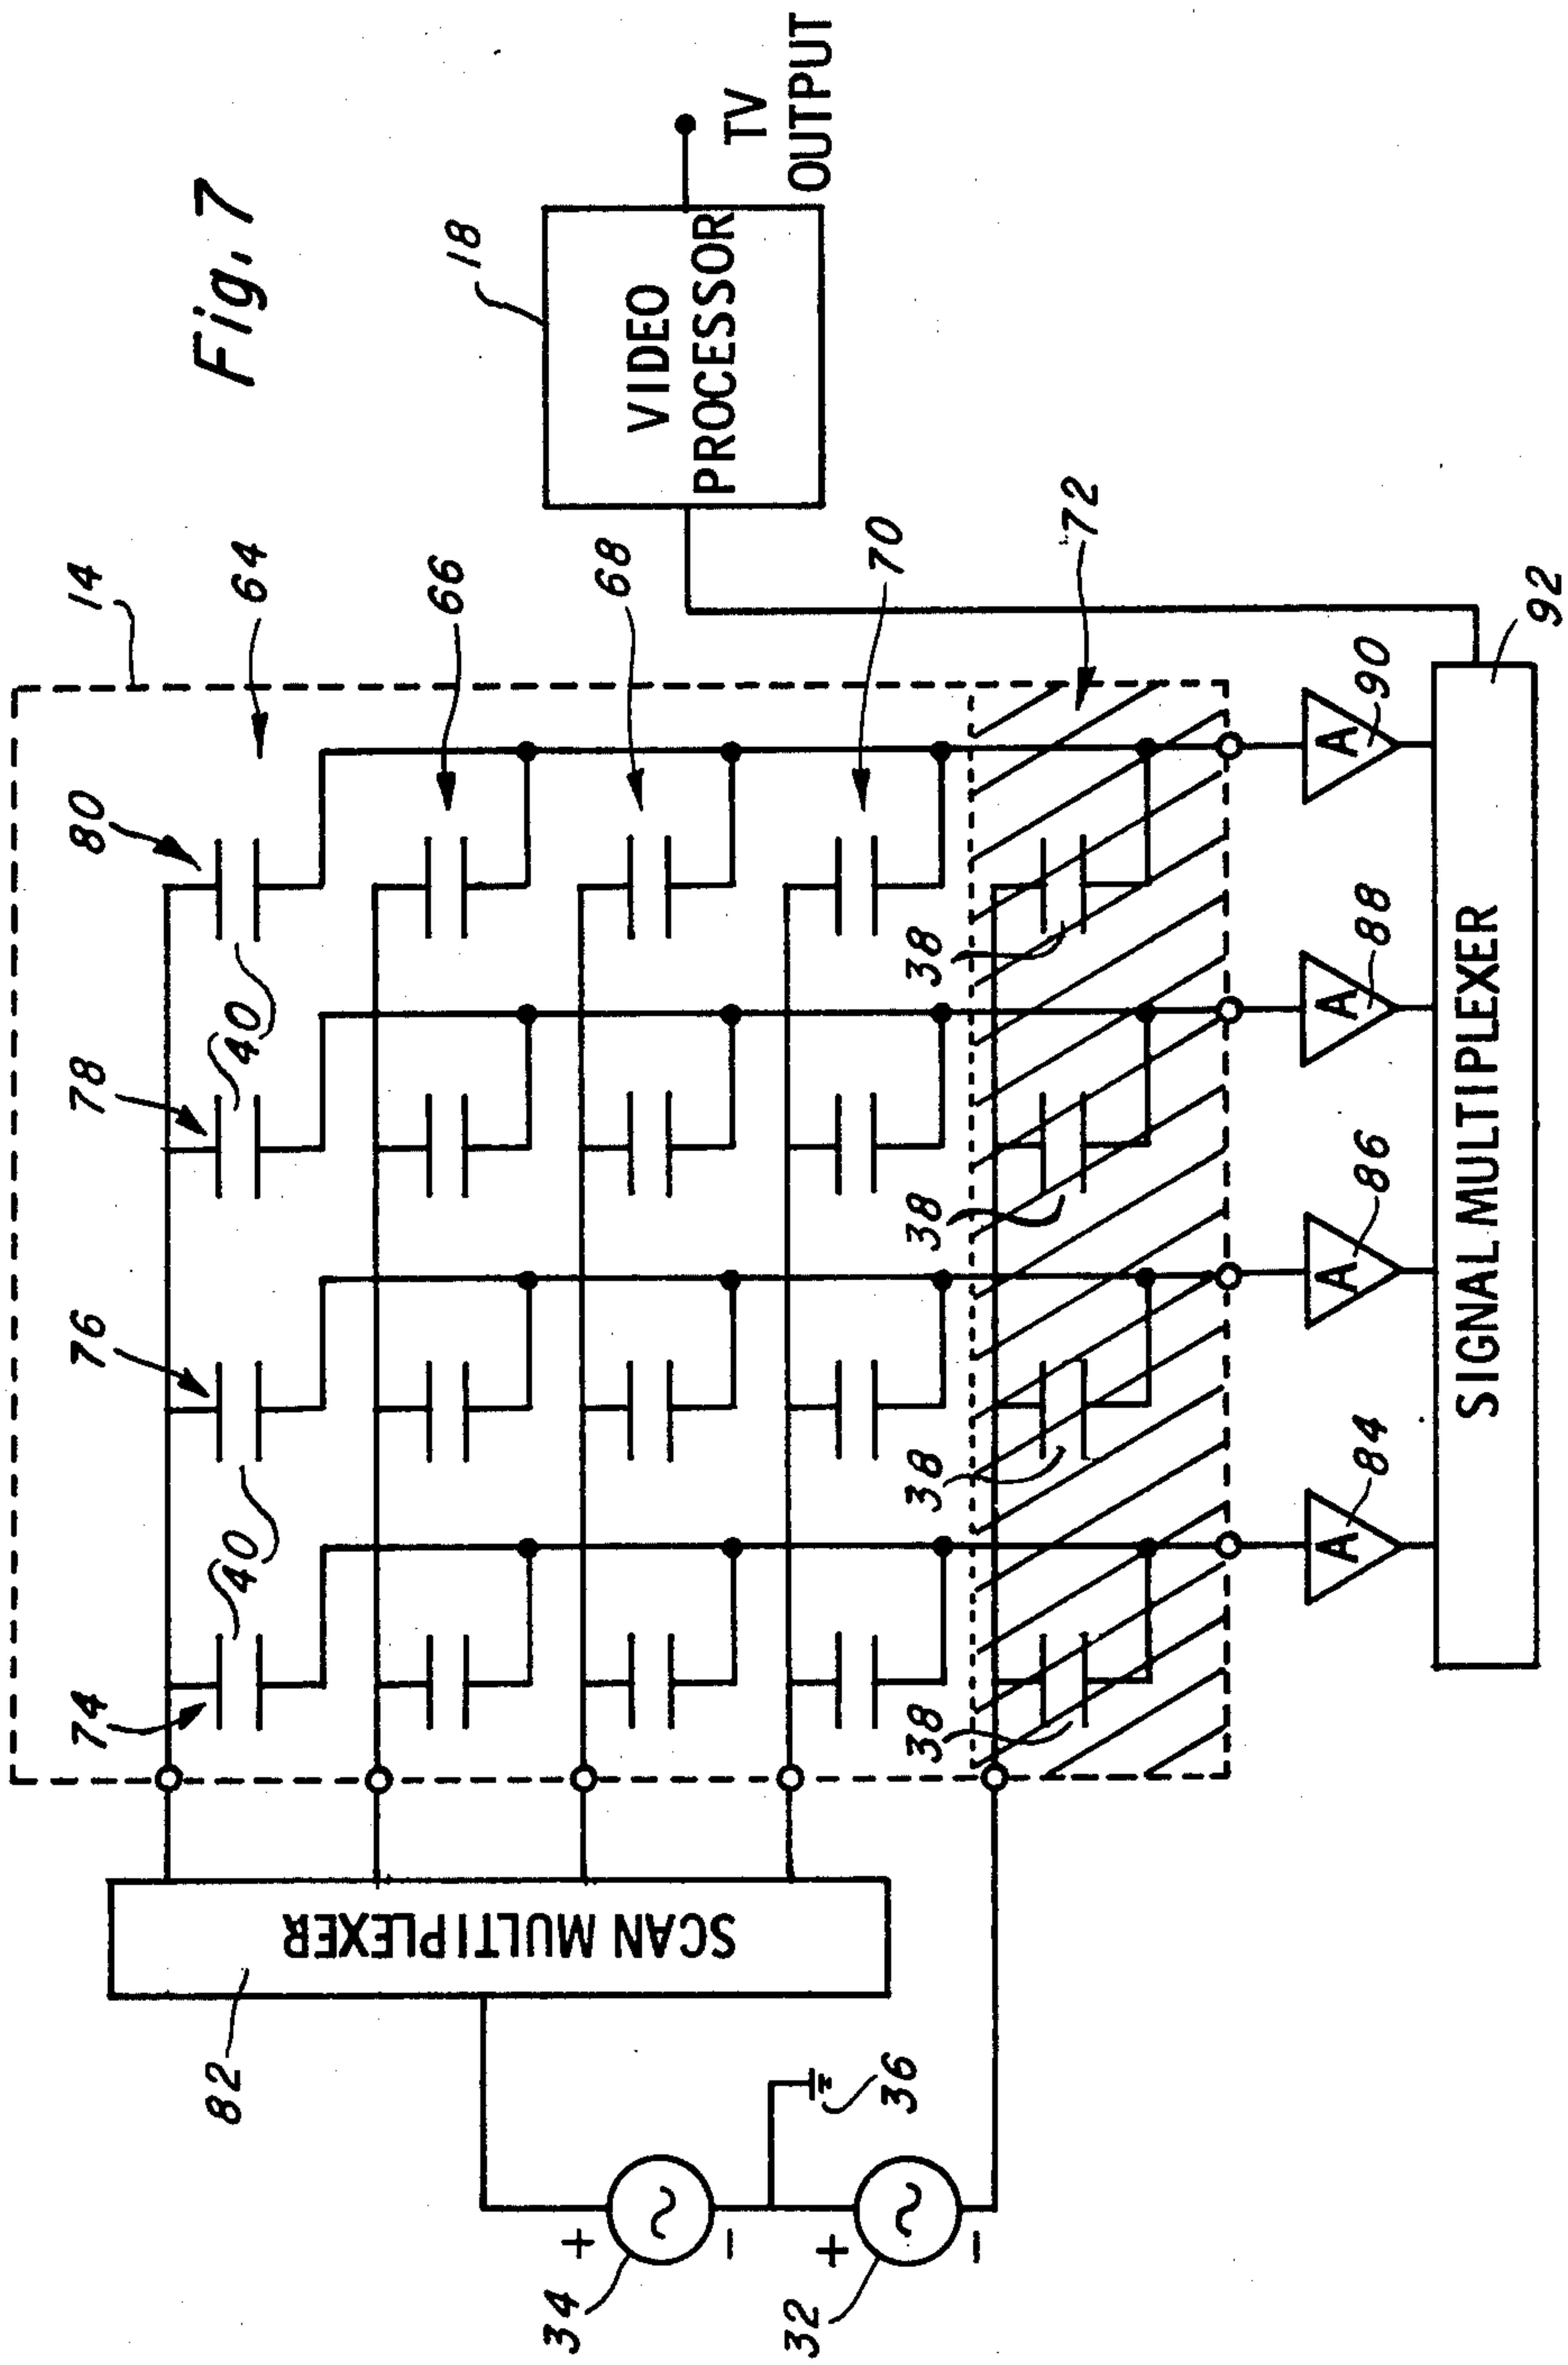 Fig. 7
14
64
66
68
70
72
74
76
78
80
40
40
38
38
38
38
82
SCAN MULTIPLEXER
34
+
-
32
+
-
36
A
84
A
86
A
88
A
90
SIGNAL MULTIPLEXER
92
18
VIDEO
PROCESSOR
TV
OUTPUT